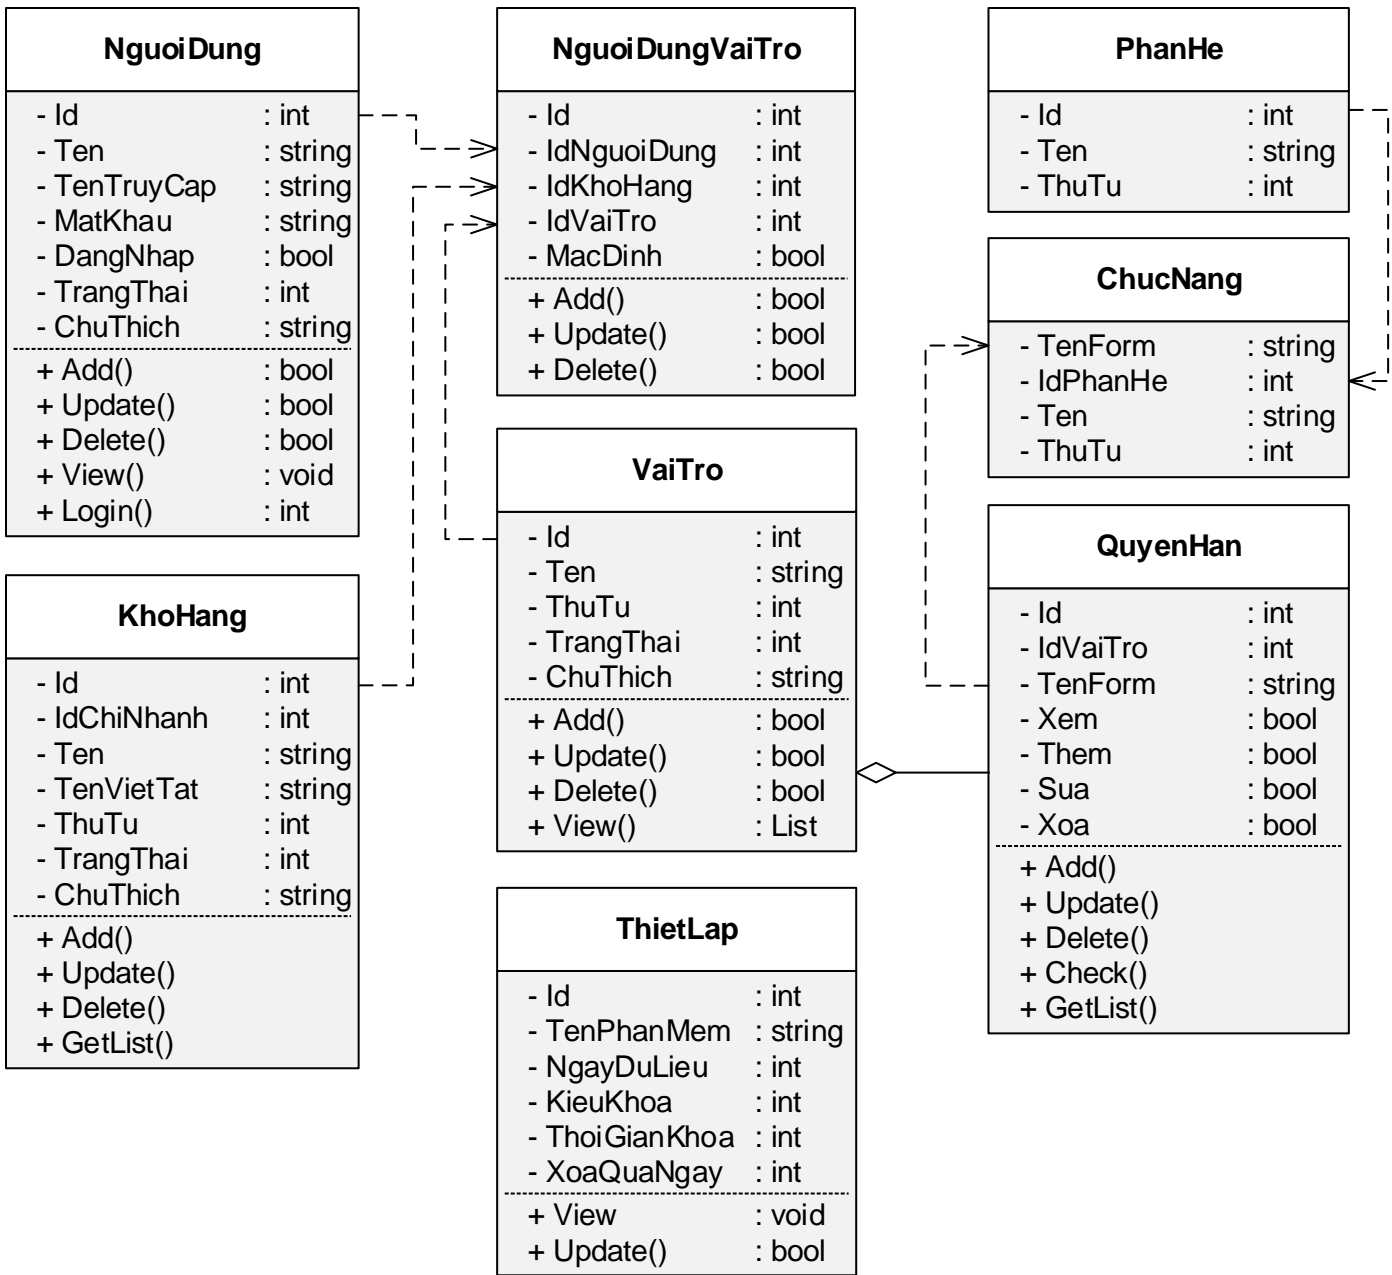 NguoiDung
- Id : int
- Ten : string
- TenTruyCap : string
- MatKhau : string
- DangNhap : bool
- TrangThai : int
- ChuThich : string
+ Add() : bool
+ Update() : bool
+ Delete() : bool
+ View() : void
+ Login() : int
KhoHang
- Id : int
- IdChiNhanh : int
- Ten : string
- TenVietTat : string
- ThuTu : int
- TrangThai : int
- ChuThich : string
+ Add()
+ Update()
+ Delete()
+ GetList()
NguoiDungVaiTro
- Id : int
- IdNguoiDung : int
- IdKhoHang : int
- IdVaiTro : int
- MacDinh : bool
+ Add() : bool
+ Update() : bool
+ Delete() : bool
VaiTro
- Id : int
- Ten : string
- ThuTu : int
- TrangThai : int
- ChuThich : string
+ Add() : bool
+ Update() : bool
+ Delete() : bool
+ View() : List
ThietLap
- Id : int
- TenPhanMem : string
- NgayDuLieu : int
- KieuKhoa : int
- ThoiGianKhoa : int
- XoaQuaNgay : int
+ View : void
+ Update() : bool
PhanHe
- Id : int
- Ten : string
- ThuTu : int
ChucNang
- TenForm : string
- IdPhanHe : int
- Ten : string
- ThuTu : int
QuyenHan
- Id : int
- IdVaiTro : int
- TenForm : string
- Xem : bool
- Them : bool
- Sua : bool
- Xoa : bool
+ Add()
+ Update()
+ Delete()
+ Check()
+ GetList()